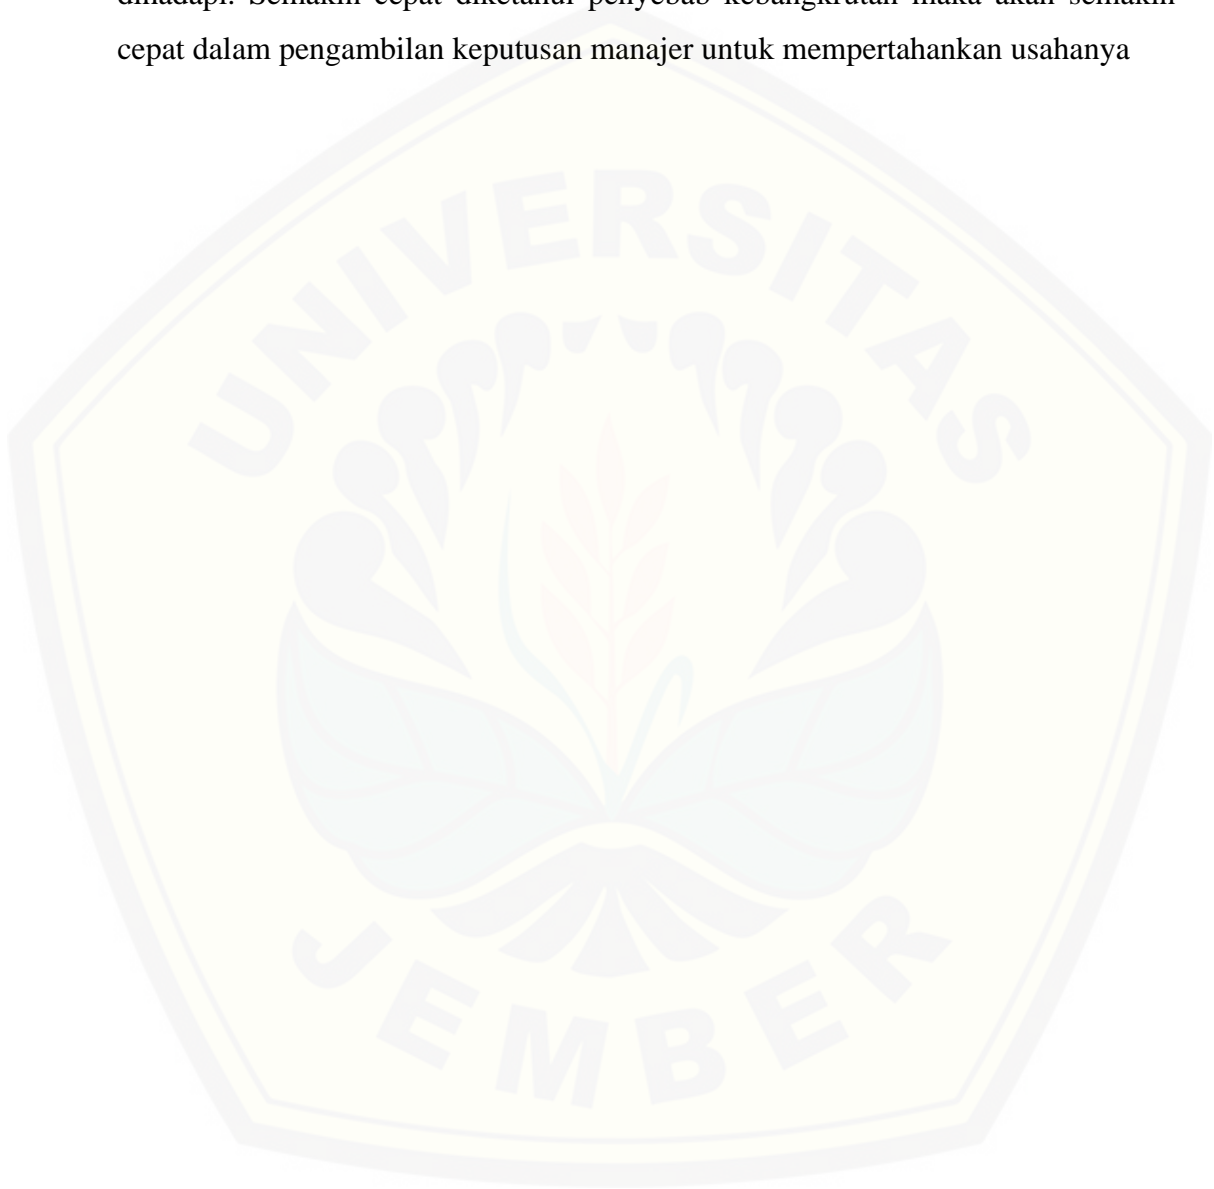 dihadapi. Semakin cepat diketahui penyebab kebangkrutan maka akan semakin
cepat dalam pengambilan keputusan manajer untuk mempertahankan usahanya
UNIVERSITAS
JEMBER